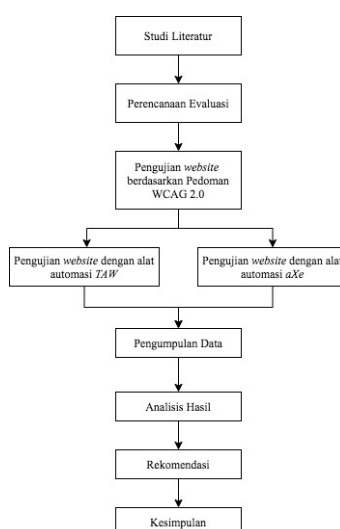 Studi Literatur
Perencanaan Evaluasi
Pengujian website
berdasarkan Pedoman
WCAG 2.0
Pengujian website dengan alat
automasi TAW
Pengujian website dengan alat
automasi aXe
Pengumpulan Data
Analisis Hasil
Rekomendasi
Kesimpulan